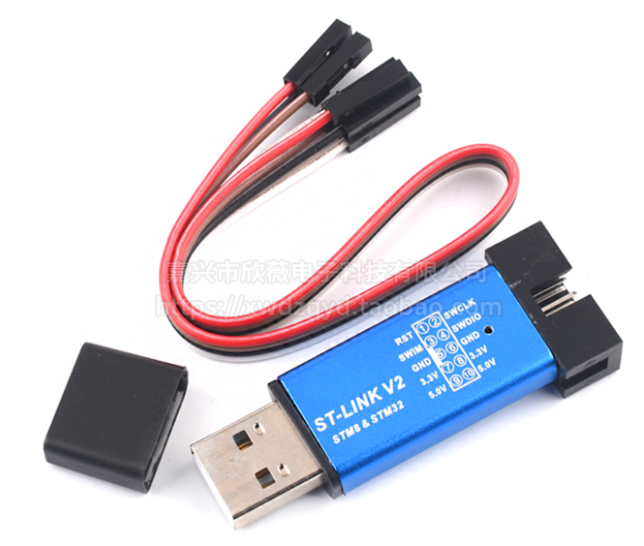 嘉兴市欣薇电子科技有限公司
https://xwdzgyd.taobao.com
RST ① ② SWCLK
SWIM ③ ④ SWDIO
GND ⑤ ⑥ GND
3.3V ⑦ ⑧ 3.3V
5.0V ⑨ ⑩ 5.0V
ST-LINK V2
STM8 & STM32